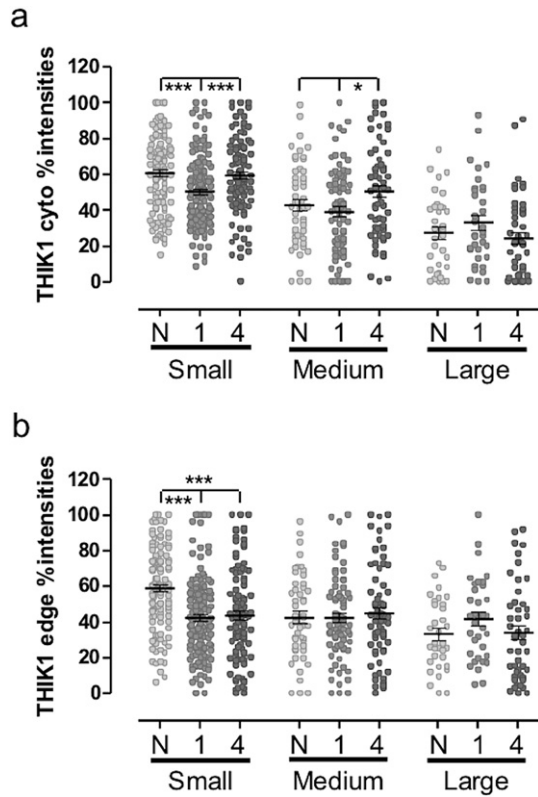 a
THIK1 cyto %intensities
120
100
80
60
40
20
0
*** ***
*
N 1 4 N 1 4 N 1 4
Small Medium Large
b
THIK1 edge %intensities
120
100
80
60
40
20
0
***
***
N 1 4 N 1 4 N 1 4
Small Medium Large